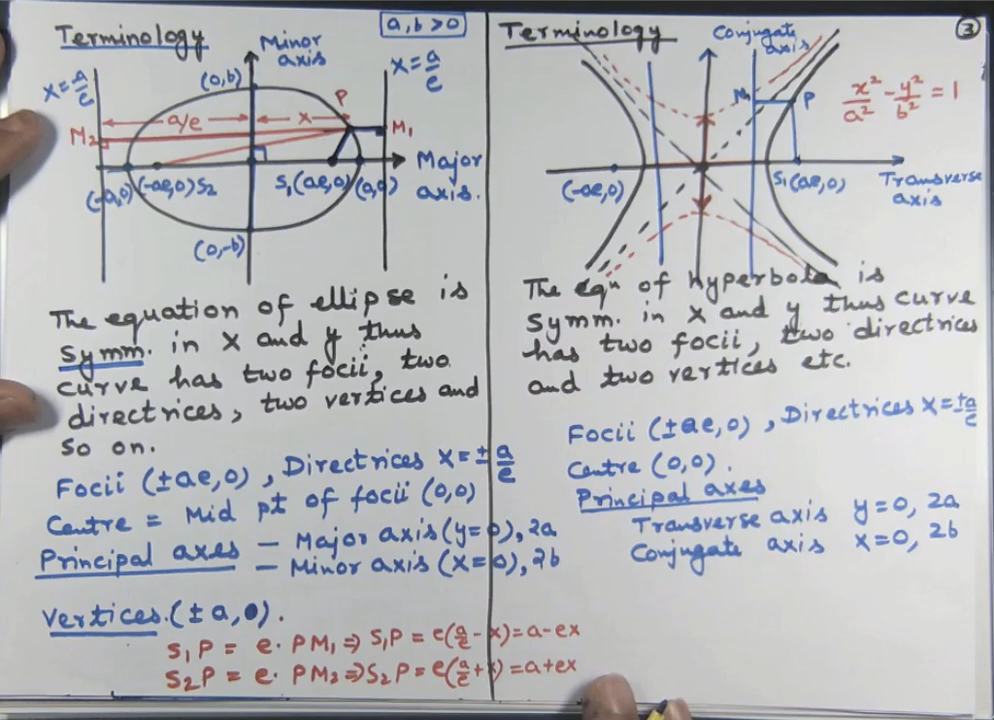 Terminology
a, b > 0
Minor axis
x = a/e
x = a/e
(0,b)
P
a/e
x
M2
M1
Major axis.
(-a,0)
(-ae,0) S2
S1(ae,0)
(a,0)
(0,-b)
The equation of ellipse is
symm. in x and y thus
curve has two focii, two
directrices, two vertices and
so on.
Focii (±ae,0), Directrices x = ± a/e
Centre = Mid pt of focii (0,0)
Principal axes – Major axis (y=0), 2a
– Minor axis (x=0), 2b
Vertices. (±a,0).
S1P = e. PM1 ⇒ S1P = e(a/e - x) = a-ex
S2P = e. PM2 ⇒ S2P = e(a/e + x) = a+ex
Terminology
Conjugate axis
3
M
P
x²/a² - y²/b² = 1
(-ae,0)
S1(ae,0)
Transverse axis
The eqn of hyperbola is
symm. in x and y thus curve
has two focii, two directrices
and two vertices etc.
Focii (±ae,0), Directrices x = ± a/e
Centre (0,0).
Principal axes
Transverse axis y=0, 2a
Conjugate axis x=0, 2b